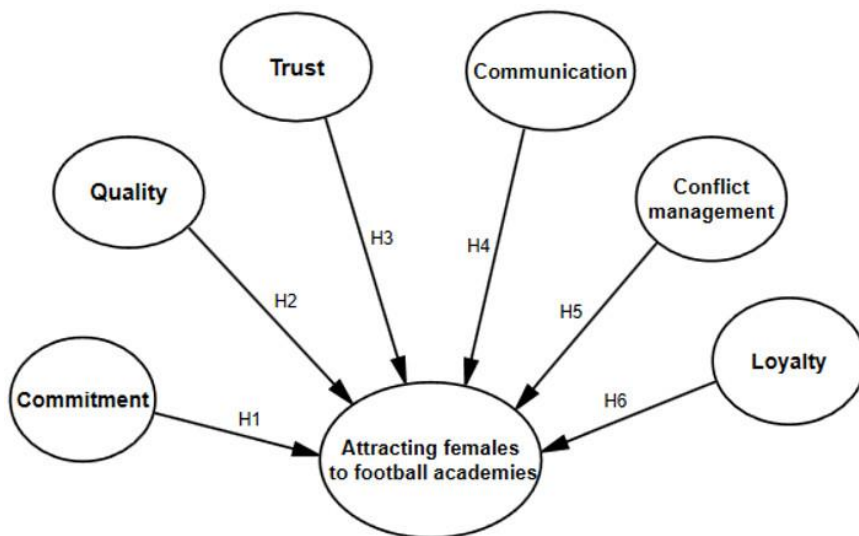 Trust
Communication
Quality
Conflict
management
H3
H4
H2
H5
Loyalty
Commitment
H1
H6
Attracting females
to football academies